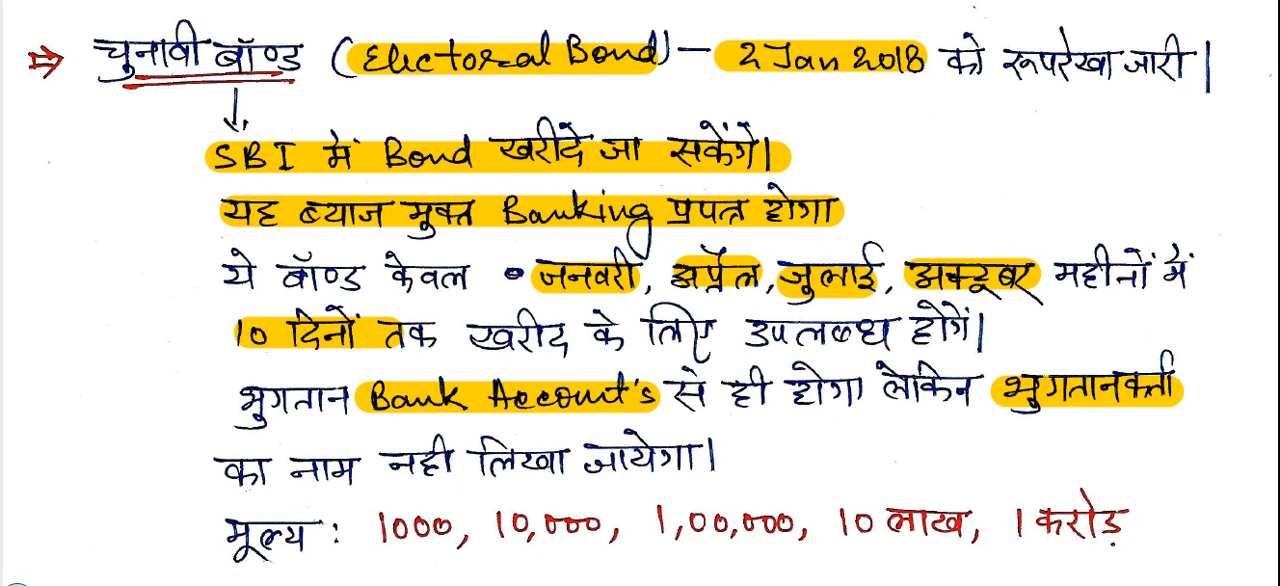 ⇒ चुनावी बॉण्ड (Electoral Bond) - 2 Jan 2018 को रूपरेखा जारी।
SBI में Bond खरीदे जा सकेंगे।
यह ब्याज मुक्त Banking प्रपत्र होगा
ये बॉण्ड केवल • जनवरी, अप्रैल, जुलाई, अक्टूबर महीनों में
10 दिनों तक खरीद के लिए उपलब्ध होगें।
भुगतान Bank Account's से ही होगा लेकिन भुगतानकर्ता
का नाम नही लिखा जायेगा।
मूल्य : 1000, 10,000, 1,00,000, 10 लाख, 1 करोड़